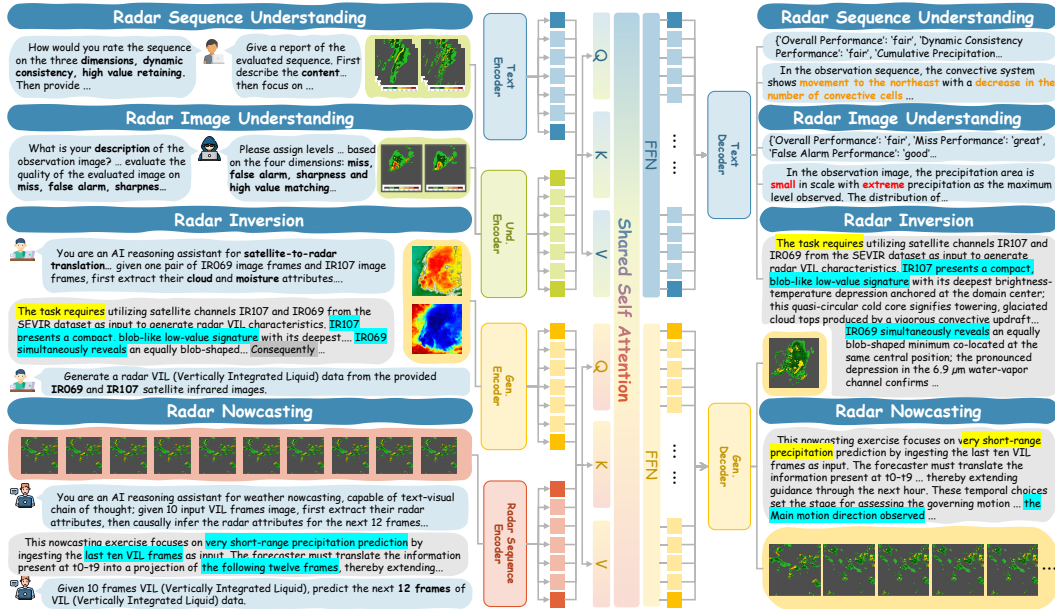 Radar Sequence Understanding
How would you rate the sequence
on the three dimensions, dynamic
consistency, high value retaining.
Then provide ...
Give a report of the
evaluated sequence. First
describe the content...
then focus on ...
Radar Image Understanding
What is your description of the
observation image? ... evaluate the
quality of the evaluated image on
miss, false alarm, sharpnes...
Please assign levels ... based
on the four dimensions: miss,
false alarm, sharpness and
high value matching...
Radar Inversion
You are an AI reasoning assistant for satellite-to-radar
translation... given one pair of IR069 image frames and IR107 image
frames, first extract their cloud and moisture attributes....
The task requires utilizing satellite channels IR107 and IR069 from the
SEVIR dataset as input to generate radar VIL characteristics. IR107
presents a compact, blob-like low-value signature with its deepest.... IR069
simultaneously reveals an equally blob-shaped... Consequently ...
Generate a radar VIL (Vertically Integrated Liquid) data from the provided
IR069 and IR107 satellite infrared images.
Radar Nowcasting
You are an AI reasoning assistant for weather nowcasting, capable of text-visual
chain of thought; given 10 input VIL frames image, first extract their radar
attributes, then causally infer the radar attributes for the next 12 frames...
This nowcasting exercise focuses on very short-range precipitation prediction by
ingesting the last ten VIL frames as input. The forecaster must translate the information
present at t0-t9 into a projection of the following twelve frames, thereby extending...
Given 10 frames VIL (Vertically Integrated Liquid), predict the next 12 frames of
VIL (Vertically Integrated Liquid) data.
Text
Encoder
Und.
Encoder
Gen.
Encoder
Radar Sequence
Encoder
Q
K
V
Q
K
V
Shared Self Attention
FFN
FFN
...
...
Text
Decoder
Gen.
Decoder
Radar Sequence Understanding
{'Overall Performance': 'fair', 'Dynamic Consistency
Performance': 'fair', 'Cumulative Precipitation...
In the observation sequence, the convective system
shows movement to the northeast with a decrease in the
number of convective cells ...
Radar Image Understanding
{'Overall Performance': 'fair', 'Miss Performance': 'great',
'False Alarm Performance': 'good'...
In the observation image, the precipitation area is
small in scale with extreme precipitation as the maximum
level observed. The distribution of...
Radar Inversion
The task requires utilizing satellite channels IR107 and
IR069 from the SEVIR dataset as input to generate
radar VIL characteristics. IR107 presents a compact,
blob-like low-value signature with its deepest brightness-
temperature depression anchored at the domain center;
this quasi-circular cold core signifies towering, glaciated
cloud tops produced by a vigorous convective updraft...
IR069 simultaneously reveals an equally
blob-shaped minimum co-located at the
same central position; the pronounced
depression in the 6.9 μm water-vapor
channel confirms ...
Radar Nowcasting
This nowcasting exercise focuses on very short-range
precipitation prediction by ingesting the last ten VIL
frames as input. The forecaster must translate the
information present at t0-t9 ... thereby extending
guidance through the next hour. These temporal choices
set the stage for assessing the governing motion ... the
Main motion direction observed ...
...